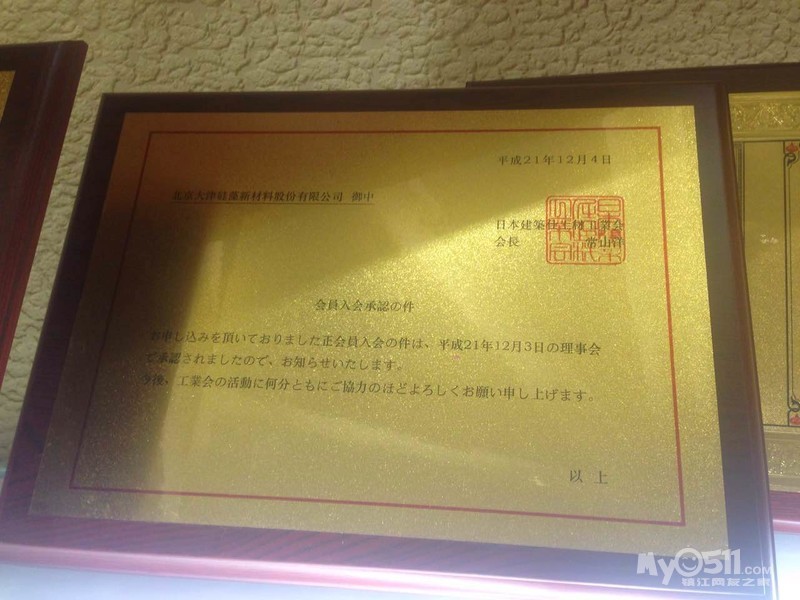 平成21年12月4日
北京大津硅藻新材料股份有限公司 御中
日本建築仕上材工業会
会長
会員入会承認の件
お申し込みを頂いておりました正会員入会の件は、平成21年12月3日の理事会
で承認されましたので、お知らせいたします。
今後、工業会の活動に何分ともにご協力のほどよろしくお願い申し上げます。
以上
My0511.COM
镇江网友之家